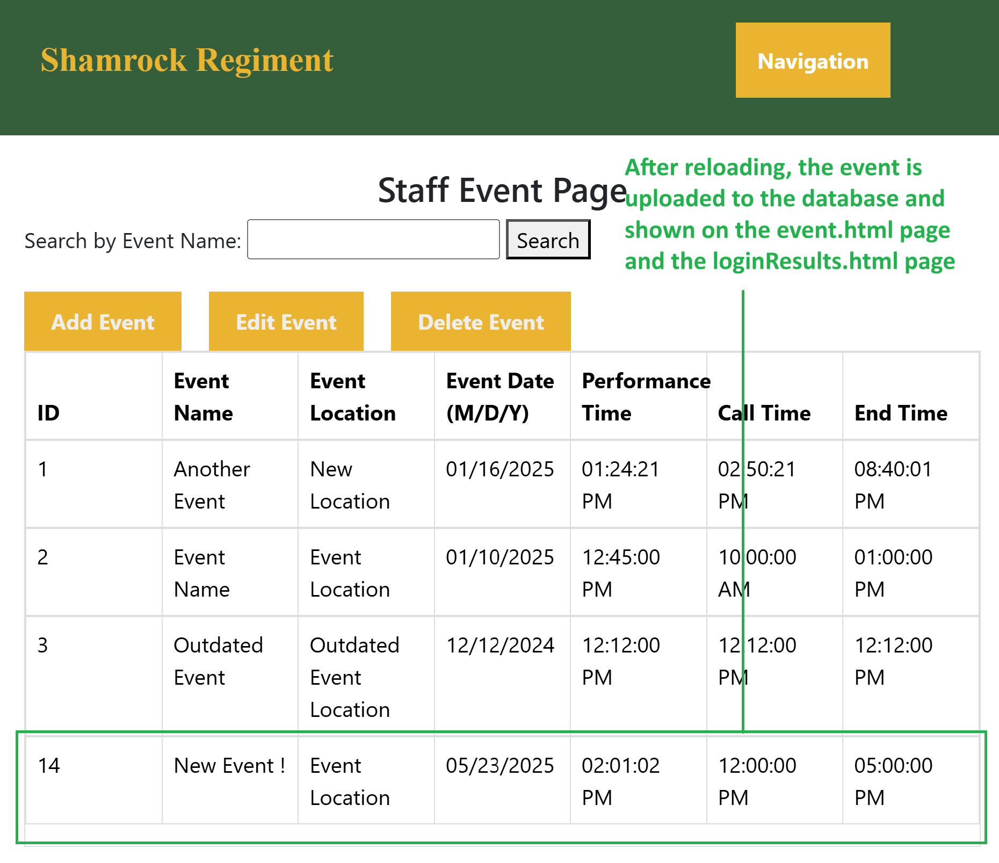 Shamrock Regiment
Navigation
After reloading, the event is
uploaded to the database and
shown on the event.html page
and the loginResults.html page
Staff Event Page
Search by Event Name: Search
Add Event Edit Event Delete Event
ID Event Name Event Location Event Date (M/D/Y) Performance Time Call Time End Time
1 Another Event New Location 01/16/2025 01:24:21 PM 02:50:21 PM 08:40:01 PM
2 Event Name Event Location 01/10/2025 12:45:00 PM 10:00:00 AM 01:00:00 PM
3 Outdated Event Outdated Event Location 12/12/2024 12:12:00 PM 12:12:00 PM 12:12:00 PM
14 New Event ! Event Location 05/23/2025 02:01:02 PM 12:00:00 PM 05:00:00 PM